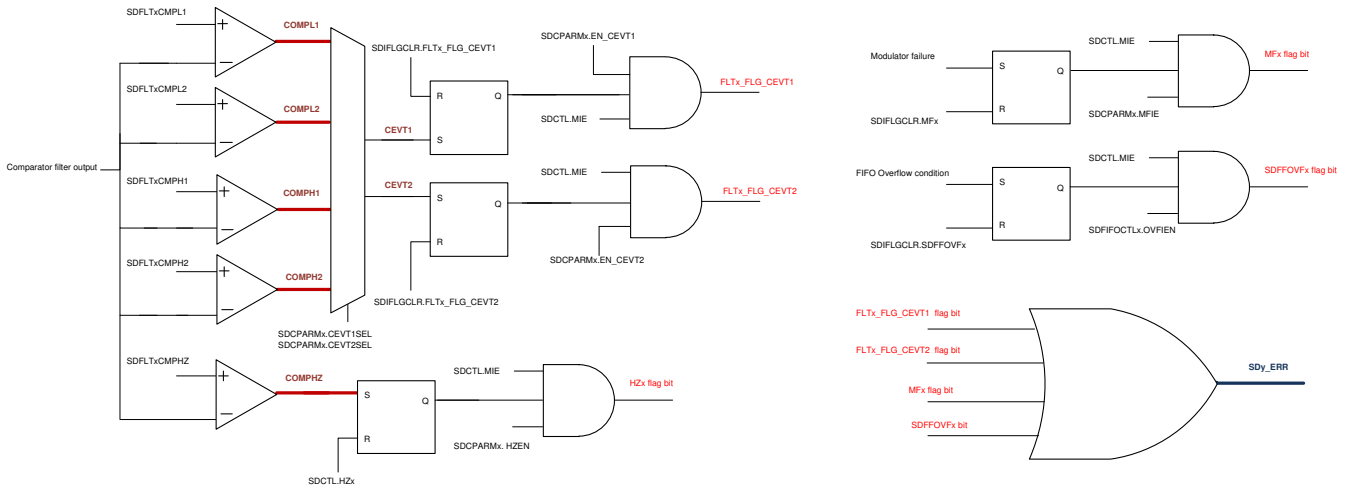 SDFLTxCMPL1
+
COMPL1
−
SDFLTxCMPL2
+
COMPL2
−
Comparator filter output
SDFLTxCMPH1
+
COMPH1
−
SDFLTxCMPH2
+
COMPH2
−
SDCPARMx.CEVT1SEL
SDCPARMx.CEVT2SEL
SDFLTxCMPHZ
+
COMPHZ
−
SDIFLGCLR.FLTx_FLG_CEVT1
R
Q
S
CEVT1
SDCPARMx.EN_CEVT1
SDCTL.MIE
FLTx_FLG_CEVT1
CEVT2
S
Q
R
SDIFLGCLR.FLTx_FLG_CEVT2
SDCTL.MIE
SDCPARMx.EN_CEVT2
FLTx_FLG_CEVT2
S
Q
R
SDCTL.HZx
SDCTL.MIE
SDCPARMx. HZEN
HZx flag bit
Modulator failure
S
Q
R
SDIFLGCLR.MFx
SDCTL.MIE
SDCPARMx.MFIE
MFx flag bit
FIFO Overflow condition
S
Q
R
SDIFLGCLR.SDFFOVFx
SDCTL.MIE
SDFIFOCTLx.OVFIEN
SDFFOVFx flag bit
FLTx_FLG_CEVT1 flag bit
FLTx_FLG_CEVT2 flag bit
MFx flag bit
SDFFOVFx bit
SDy_ERR